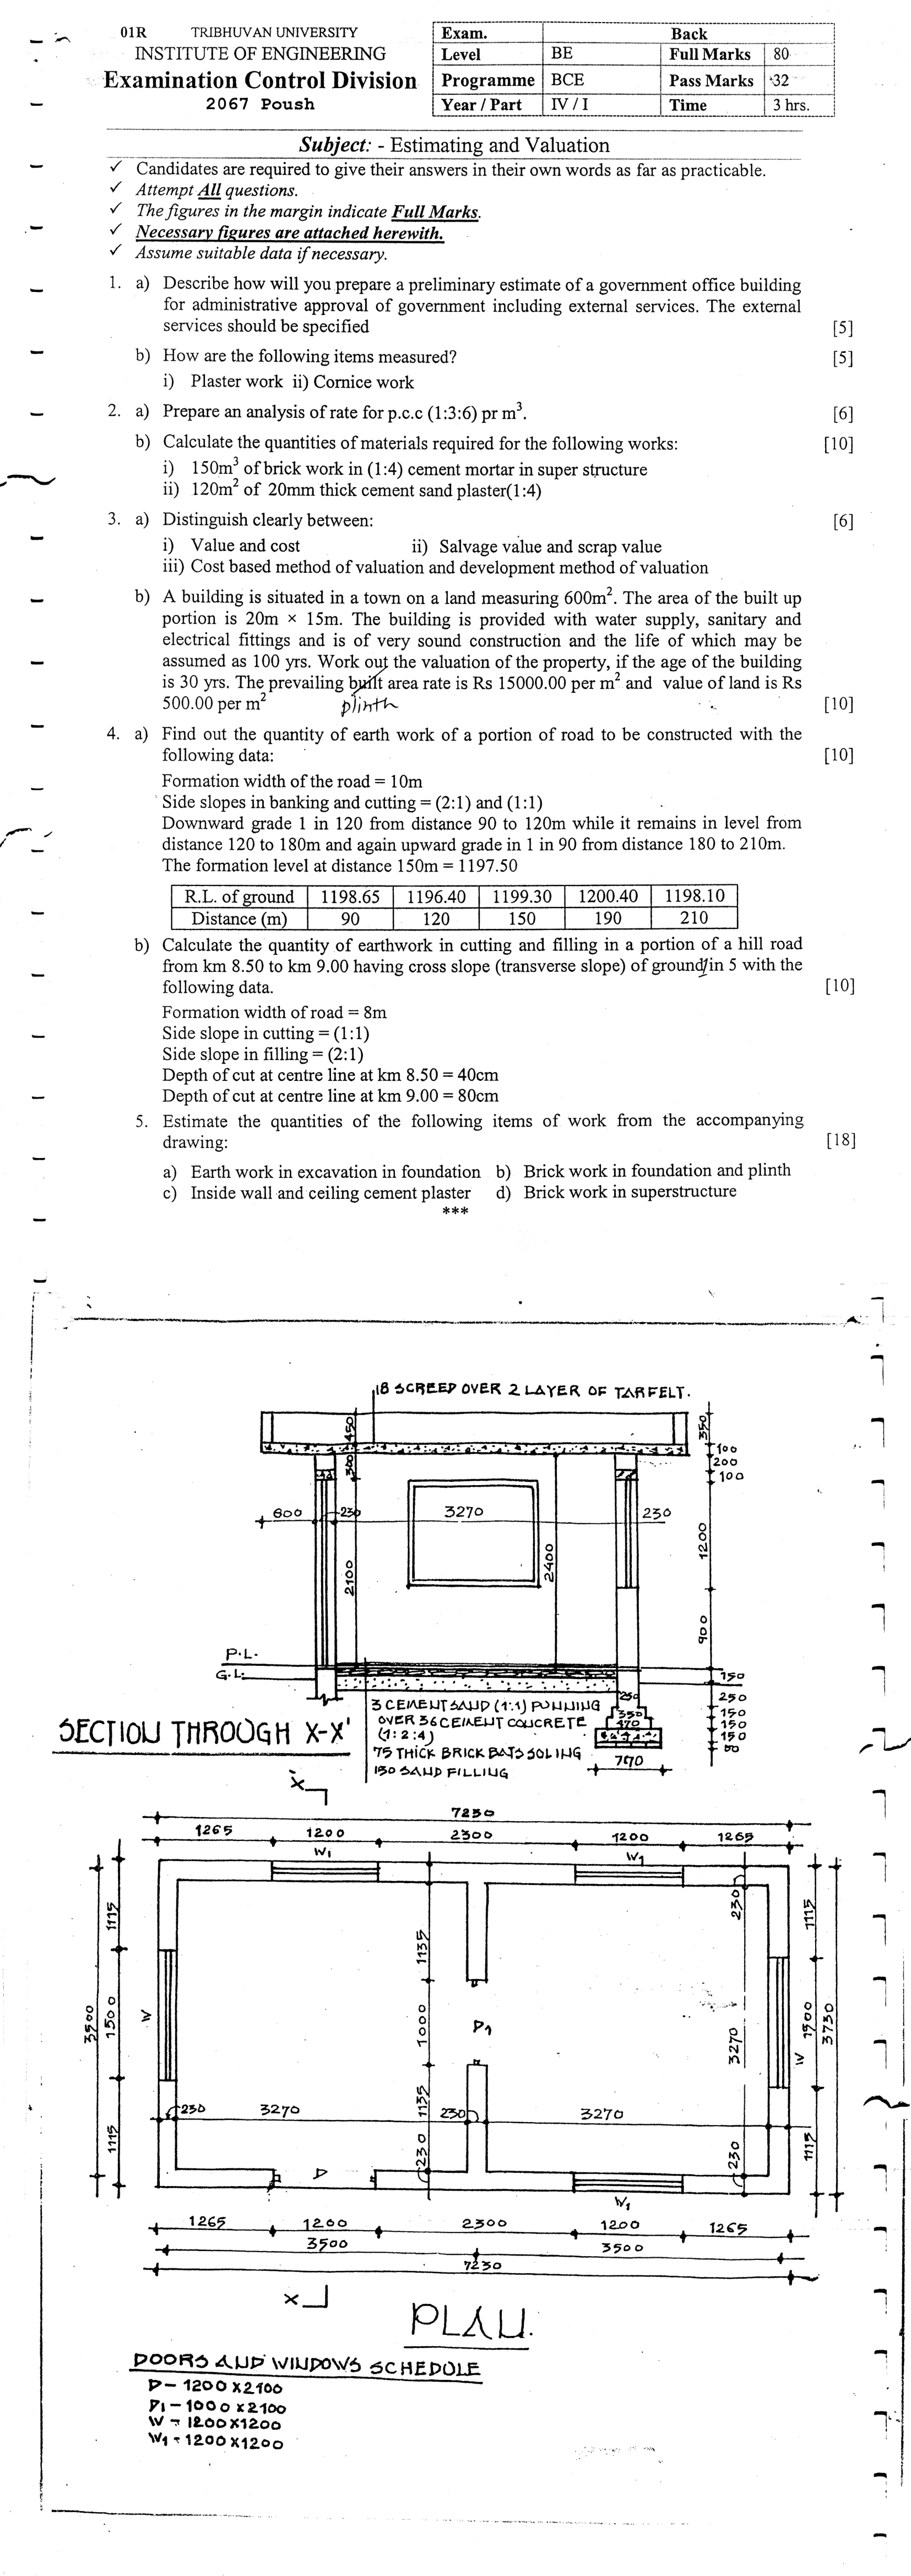 01R TRIBHUVAN UNIVERSITY
INSTITUTE OF ENGINEERING
Examination Control Division
2067 Poush
Exam. Back
Level BE Full Marks 80
Programme BCE Pass Marks 32
Year / Part IV / I Time 3 hrs.
Subject: - Estimating and Valuation
✓ Candidates are required to give their answers in their own words as far as practicable.
✓ Attempt All questions.
✓ The figures in the margin indicate Full Marks.
✓ Necessary figures are attached herewith.
✓ Assume suitable data if necessary.
1. a) Describe how will you prepare a preliminary estimate of a government office building
for administrative approval of government including external services. The external
services should be specified [5]
b) How are the following items measured? [5]
i) Plaster work ii) Cornice work
2. a) Prepare an analysis of rate for p.c.c (1:3:6) pr m³. [6]
b) Calculate the quantities of materials required for the following works: [10]
i) 150m³ of brick work in (1:4) cement mortar in super structure
ii) 120m² of 20mm thick cement sand plaster(1:4)
3. a) Distinguish clearly between: [6]
i) Value and cost ii) Salvage value and scrap value
iii) Cost based method of valuation and development method of valuation
b) A building is situated in a town on a land measuring 600m². The area of the built up
portion is 20m × 15m. The building is provided with water supply, sanitary and
electrical fittings and is of very sound construction and the life of which may be
assumed as 100 yrs. Work out the valuation of the property, if the age of the building
is 30 yrs. The prevailing built area rate is Rs 15000.00 per m² and value of land is Rs
500.00 per m² plinth [10]
4. a) Find out the quantity of earth work of a portion of road to be constructed with the
following data: [10]
Formation width of the road = 10m
Side slopes in banking and cutting = (2:1) and (1:1)
Downward grade 1 in 120 from distance 90 to 120m while it remains in level from
distance 120 to 180m and again upward grade in 1 in 90 from distance 180 to 210m.
The formation level at distance 150m = 1197.50
R.L. of ground 1198.65 1196.40 1199.30 1200.40 1198.10
Distance (m) 90 120 150 190 210
b) Calculate the quantity of earthwork in cutting and filling in a portion of a hill road
from km 8.50 to km 9.00 having cross slope (transverse slope) of ground 1 in 5 with the
following data. [10]
Formation width of road = 8m
Side slope in cutting = (1:1)
Side slope in filling = (2:1)
Depth of cut at centre line at km 8.50 = 40cm
Depth of cut at centre line at km 9.00 = 80cm
5. Estimate the quantities of the following items of work from the accompanying
drawing: [18]
a) Earth work in excavation in foundation b) Brick work in foundation and plinth
c) Inside wall and ceiling cement plaster d) Brick work in superstructure
***
18 SCREED OVER 2 LAYER OF TARFELT.
450 350
100
300 200
100
600 230 3270 230
1200
2100 2400
900
P.L.
G.L.
150
250 250
350 150
470 150
150
770
3 CEMENT SAND (1:1) PUNNING
OVER 36 CEMENT CONCRETE
(1:2:4)
75 THICK BRICK BATS SOLING
150 SAND FILLING
SECTION THROUGH X-X'
X
7230
1265 1200 2300 1200 1265
W1 W1
1115 1135 230 1115
3500 1500 W 1000 D1 3270 W 1500 3730
230 3270 1135 230 3270
1115 230 230 1115
D W1
1265 1200 2300 1200 1265
3500 3500
7230
X
PLAN.
DOORS AND WINDOWS SCHEDULE
D - 1200 X 2100
D1 - 1000 X 2100
W - 1200 X 1200
W1 - 1200 X 1200